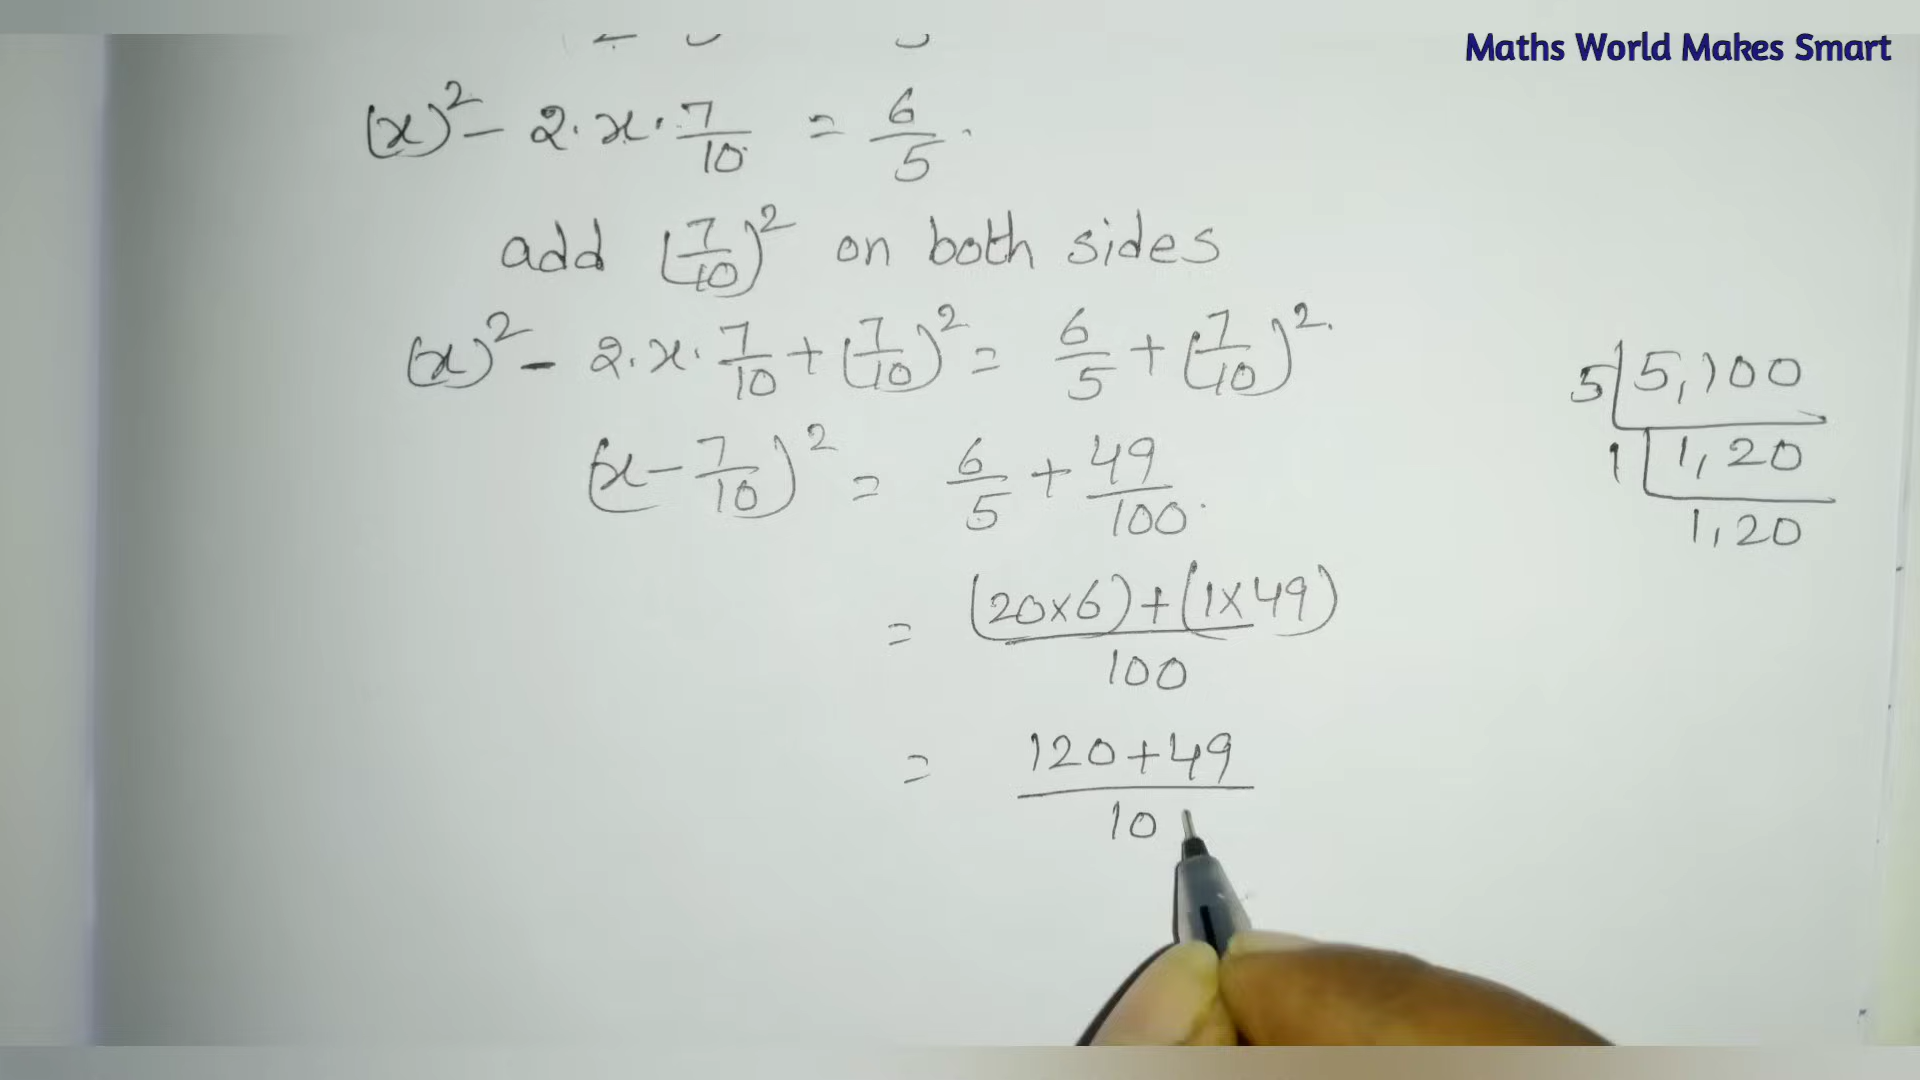 Maths World Makes Smart
(x)² - 2·x·7/10 = 6/5.
add (7/10)² on both sides
(x)² - 2·x·7/10 + (7/10)² = 6/5 + (7/10)².
(x - 7/10)² = 6/5 + 49/100.
= (20×6)+(1×49)/100
= 120+49/10
5|5,100
1|1,20
1,20